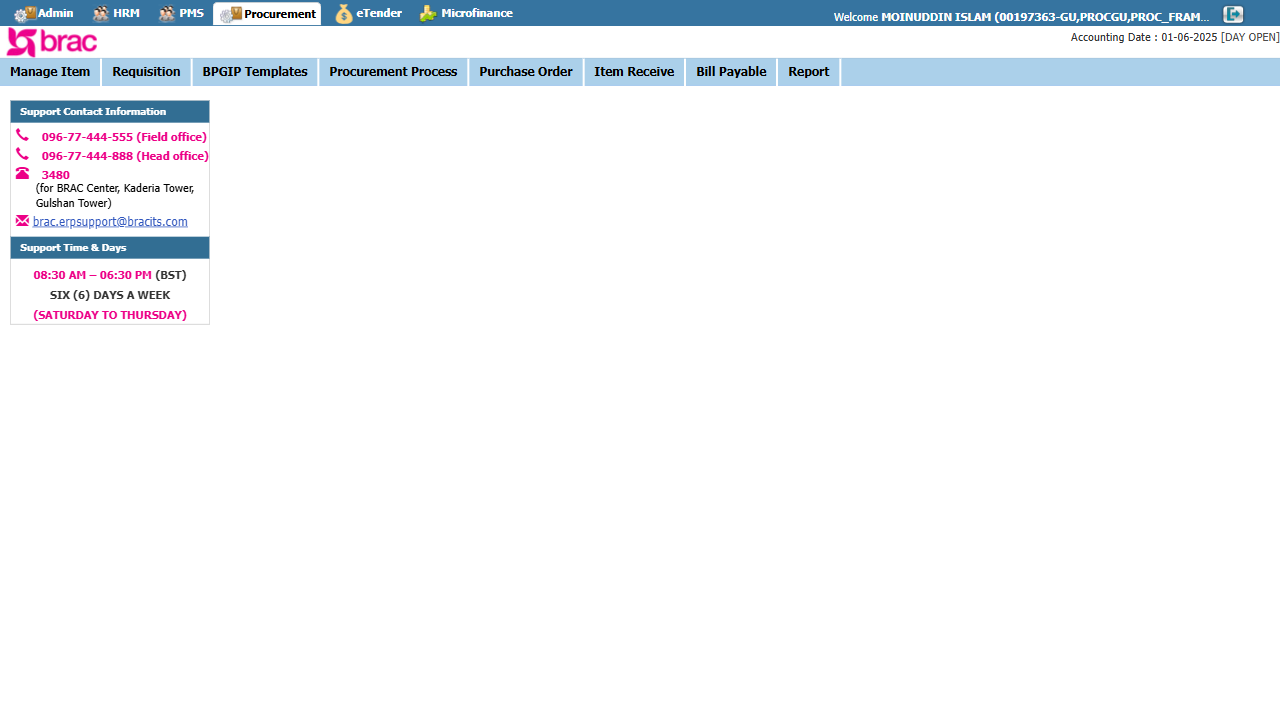 Admin HRM PMS Procurement eTender Microfinance Welcome MOINUDDIN ISLAM (00197363-GU,PROCGU,PROC_FRAM...
brac Accounting Date : 01-06-2025 [DAY OPEN]
Manage Item Requisition BPGIP Templates Procurement Process Purchase Order Item Receive Bill Payable Report
Support Contact Information
096-77-444-555 (Field office)
096-77-444-888 (Head office)
3480
(for BRAC Center, Kaderia Tower,
Gulshan Tower)
brac.erpsupport@bracits.com
Support Time & Days
08:30 AM – 06:30 PM (BST)
SIX (6) DAYS A WEEK
(SATURDAY TO THURSDAY)